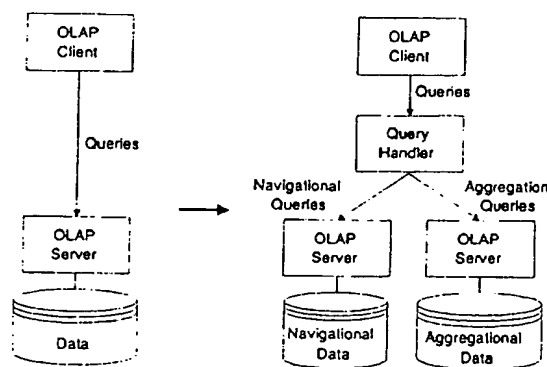 OLAP
Client
Queries
OLAP
Server
Data
OLAP
Client
Queries
Query
Handler
Navigational
Queries
Aggregation
Queries
OLAP
Server
OLAP
Server
Navigational
Data
Aggregational
Data